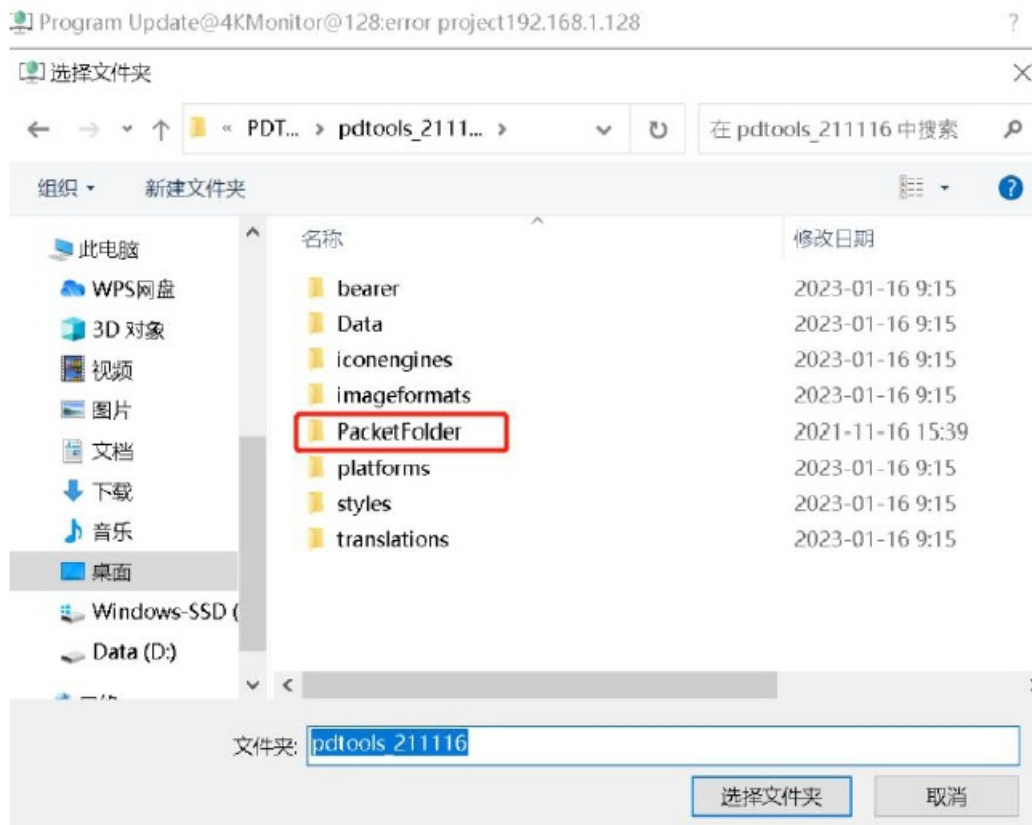 Program Update@4KMonitor@128:error project192.168.1.128 ?
选择文件夹
« PDT... › pdtools_2111... › 在 pdtools_211116 中搜索
组织 新建文件夹 ?
名称 修改日期
此电脑
WPS网盘
3D 对象
视频
图片
文档
下载
音乐
桌面
Windows-SSD (
Data (D:)
bearer 2023-01-16 9:15
Data 2023-01-16 9:15
iconengines 2023-01-16 9:15
imageformats 2023-01-16 9:15
PacketFolder 2021-11-16 15:39
platforms 2023-01-16 9:15
styles 2023-01-16 9:15
translations 2023-01-16 9:15
文件夹: pdtools_211116
选择文件夹 取消